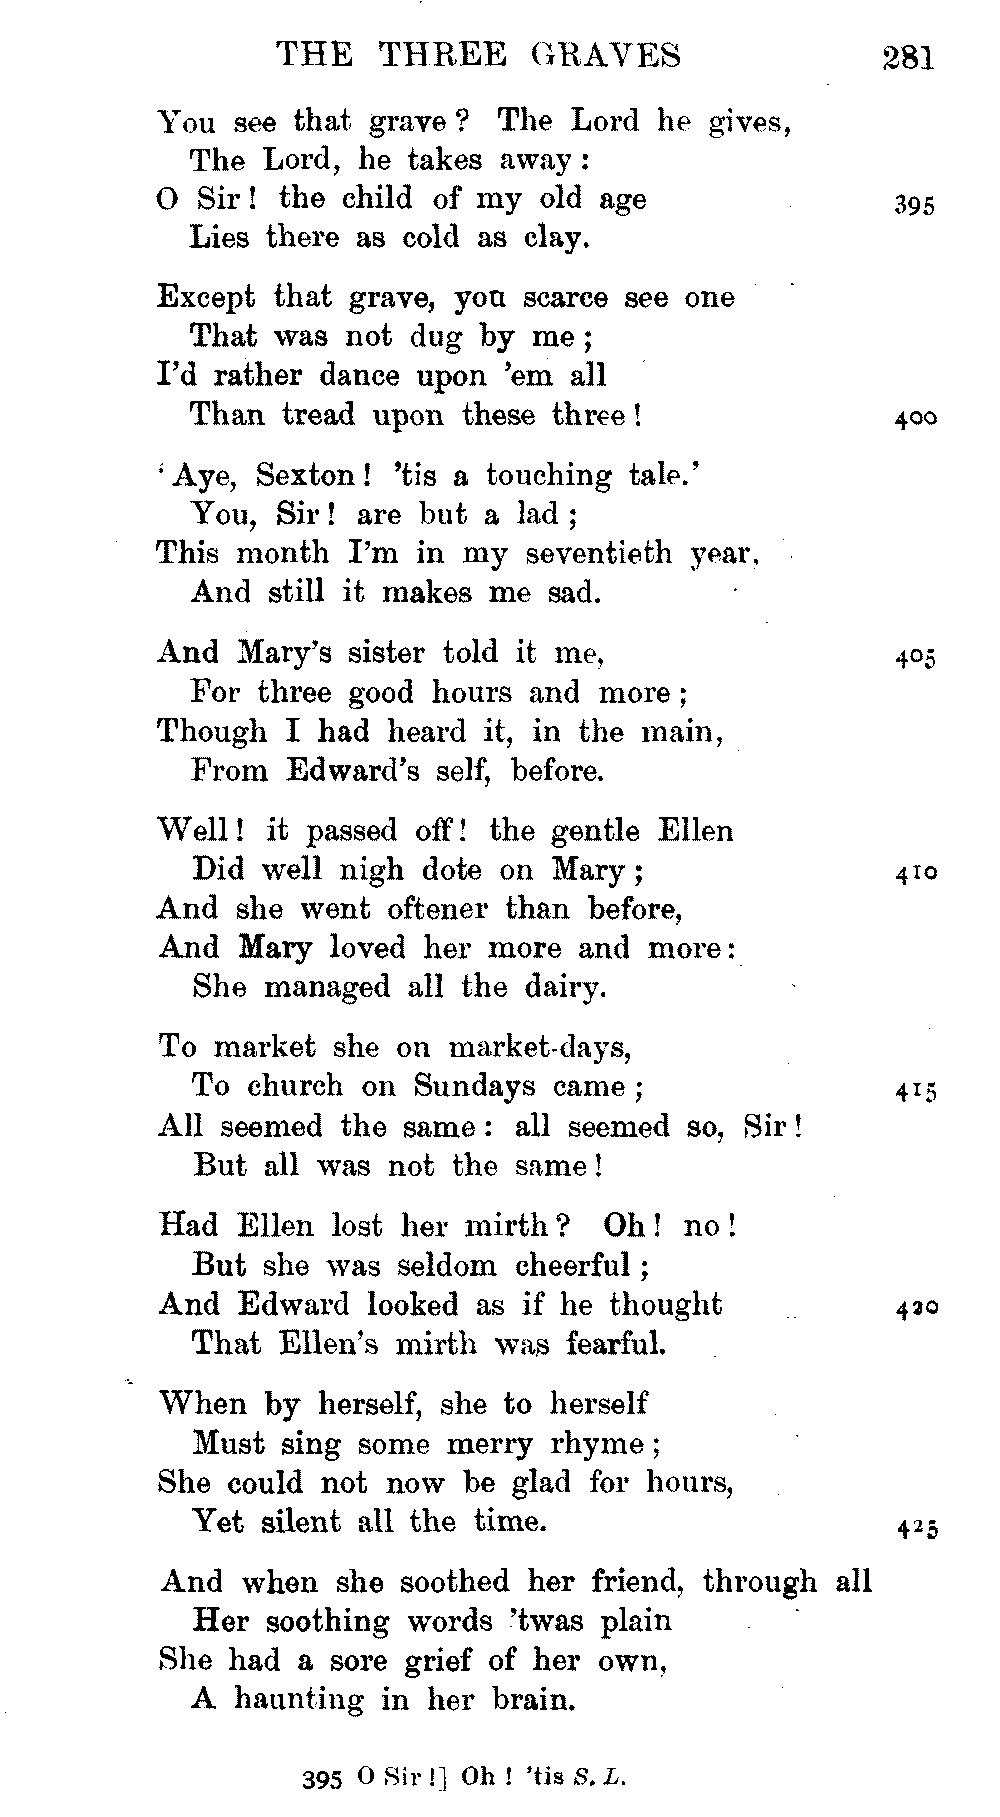 THE THREE GRAVES 281
You see that grave? The Lord he gives,
The Lord, he takes away:
O Sir! the child of my old age 395
Lies there as cold as clay.
Except that grave, you scarce see one
That was not dug by me;
I'd rather dance upon 'em all
Than tread upon these three! 400
'Aye, Sexton! 'tis a touching tale.'
You, Sir! are but a lad;
This month I'm in my seventieth year,
And still it makes me sad.
And Mary's sister told it me, 405
For three good hours and more;
Though I had heard it, in the main,
From Edward's self, before.
Well! it passed off! the gentle Ellen
Did well nigh dote on Mary; 410
And she went oftener than before,
And Mary loved her more and more:
She managed all the dairy.
To market she on market-days,
To church on Sundays came; 415
All seemed the same: all seemed so, Sir!
But all was not the same!
Had Ellen lost her mirth? Oh! no!
But she was seldom cheerful;
And Edward looked as if he thought 420
That Ellen's mirth was fearful.
When by herself, she to herself
Must sing some merry rhyme;
She could not now be glad for hours,
Yet silent all the time. 425
And when she soothed her friend, through all
Her soothing words 'twas plain
She had a sore grief of her own,
A haunting in her brain.
395 O Sir!] Oh! 'tis S. L.